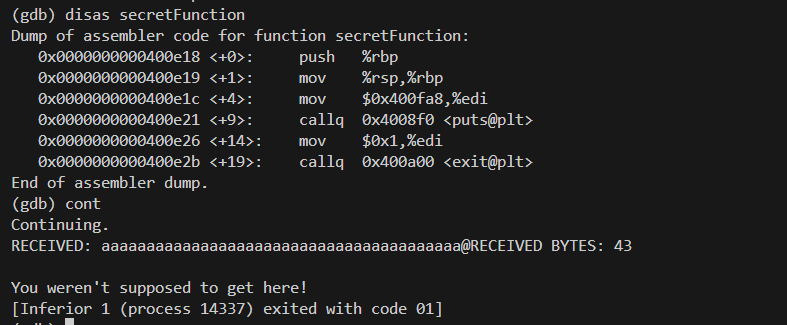 (gdb) disas secretFunction
Dump of assembler code for function secretFunction:
   0x0000000000400e18 <+0>:     push   %rbp
   0x0000000000400e19 <+1>:     mov    %rsp,%rbp
   0x0000000000400e1c <+4>:     mov    $0x400fa8,%edi
   0x0000000000400e21 <+9>:     callq  0x4008f0 <puts@plt>
   0x0000000000400e26 <+14>:    mov    $0x1,%edi
   0x0000000000400e2b <+19>:    callq  0x400a00 <exit@plt>
End of assembler dump.
(gdb) cont
Continuing.
RECEIVED: aaaaaaaaaaaaaaaaaaaaaaaaaaaaaaaaaaaaaaaa@RECEIVED BYTES: 43

You weren't supposed to get here!
[Inferior 1 (process 14337) exited with code 01]
(gdb)